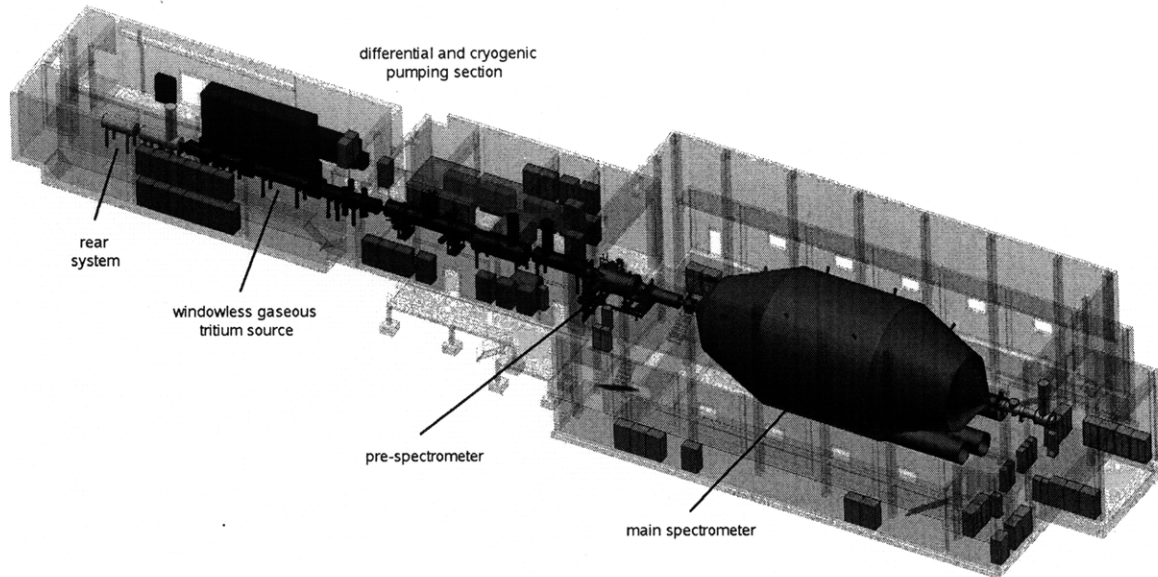 differential and cryogenic
pumping section
rear
system
windowless gaseous
tritium source
pre-spectrometer
main spectrometer